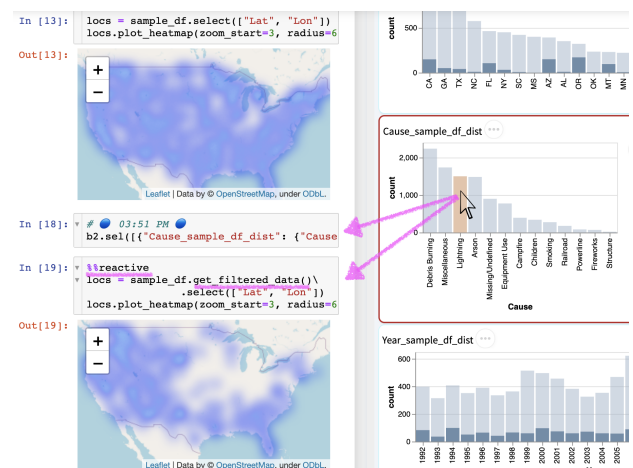 In [13]:
locs = sample_df.select(["Lat", "Lon"])
locs.plot_heatmap(zoom_start=3, radius=6
Out[13]:
+
−
Leaflet | Data by © OpenStreetMap, under ODbL.
In [18]:
# 03:51 PM
b2.sel([{"Cause_sample_df_dist": {"Cause
In [19]:
%%reactive
locs = sample_df.get_filtered_data()\
.select(["Lat", "Lon"])
locs.plot_heatmap(zoom_start=3, radius=6
Out[19]:
+
−
Leaflet | Data by © OpenStreetMap, under ODbL.
count
500
0
CA
GA
TX
NC
FL
NY
SC
MS
AZ
AL
OR
OK
MT
MN
Cause_sample_df_dist
count
2,000
1,000
0
Debris Burning
Miscellaneous
Lightning
Arson
Missing/Undefined
Equipment Use
Campfire
Children
Smoking
Railroad
Powerline
Fireworks
Structure
Cause
Year_sample_df_dist
count
600
400
200
0
1992
1993
1994
1995
1996
1997
1998
1999
2000
2001
2002
2003
2004
2005